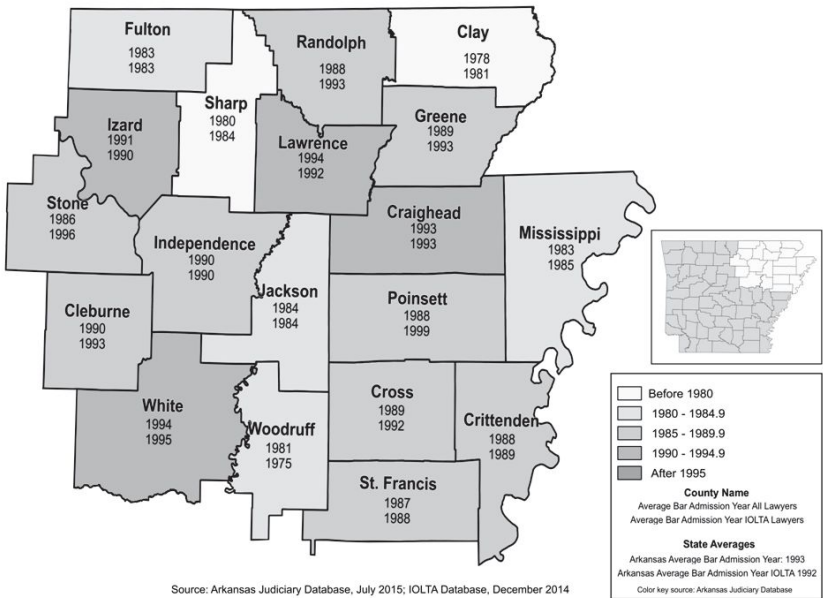 Fulton
1983
1983
Randolph
1988
1993
Clay
1978
1981
Sharp
1980
1984
Greene
1989
1993
Izard
1991
1990
Lawrence
1994
1992
Stone
1986
1996
Craighead
1993
1993
Mississippi
1983
1985
Independence
1990
1990
Jackson
1984
1984
Cleburne
1990
1993
Poinsett
1988
1999
White
1994
1995
Cross
1989
1992
Woodruff
1981
1975
Crittenden
1988
1989
St. Francis
1987
1988
Before 1980
1980 - 1984.9
1985 - 1989.9
1990 - 1994.9
After 1995
County Name
Average Bar Admission Year All Lawyers
Average Bar Admission Year IOLTA Lawyers
State Averages
Arkansas Average Bar Admission Year: 1993
Arkansas Average Bar Admission Year IOLTA 1992
Color key source: Arkansas Judiciary Database
Source: Arkansas Judiciary Database, July 2015; IOLTA Database, December 2014